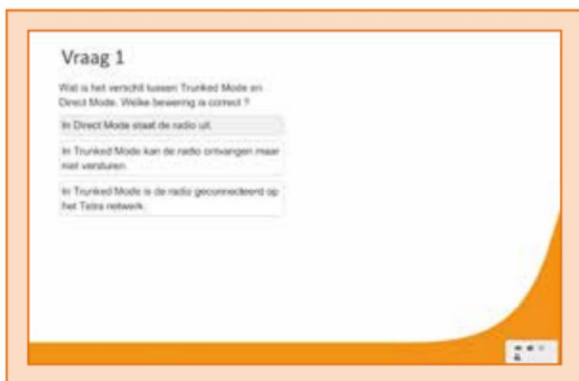 Vraag 1
Wat is het verschil tussen Trunked Mode en
Direct Mode. Welke bewering is correct ?
In Direct Mode staat de radio uit.
In Trunked Mode kan de radio ontvangen maar
niet versturen.
In Trunked Mode is de radio geconnecteerd op
het Tetra netwerk.